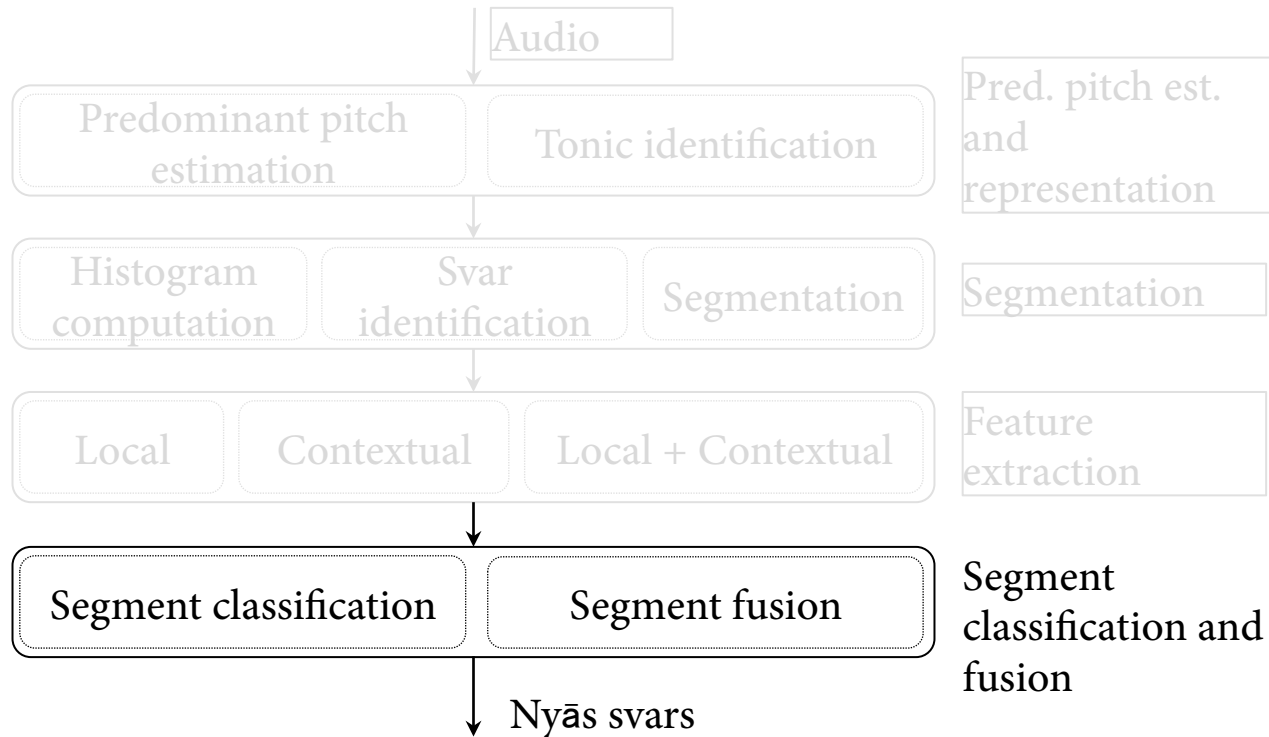 Audio
Predominant pitch
estimation
Tonic identification
Pred. pitch est.
and
representation
Histogram
computation
Svar
identification
Segmentation
Segmentation
Local
Contextual
Local + Contextual
Feature
extraction
Segment classification
Segment fusion
Segment
classification and
fusion
Nyās svars